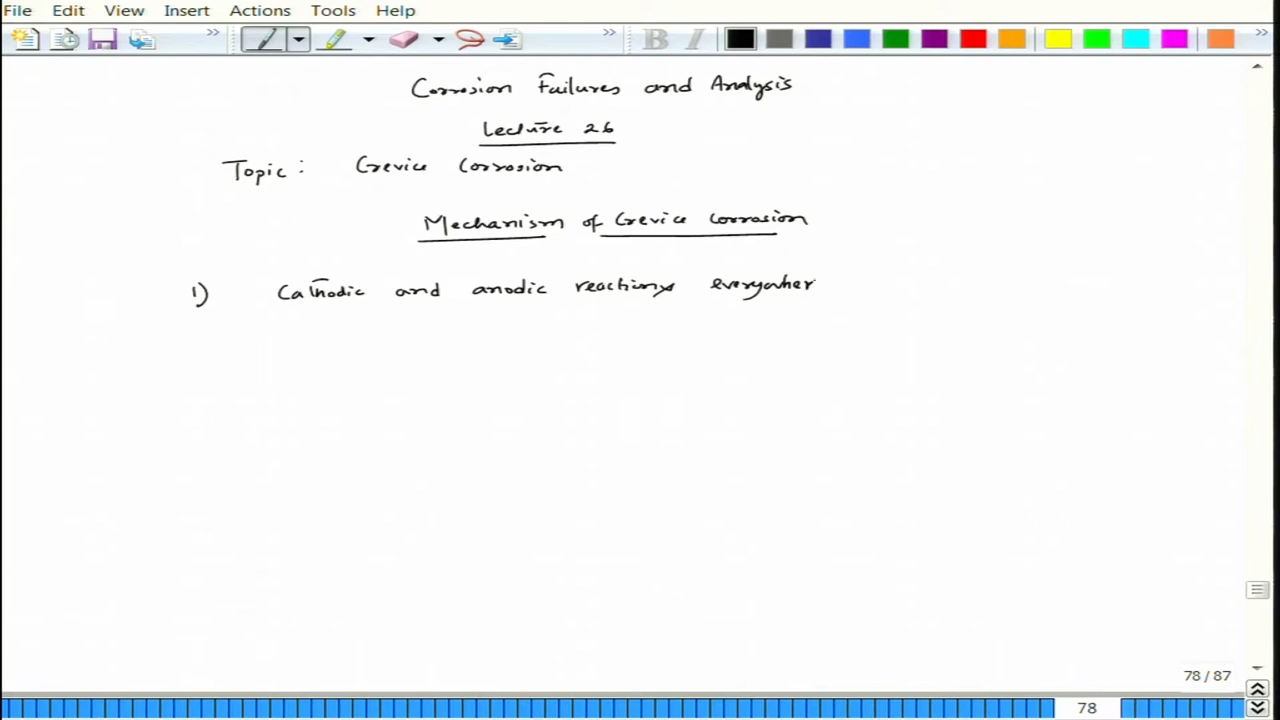 File Edit View Insert Actions Tools Help
B I
Corrosion Failures and Analysis
Lecture 26
Topic: Crevice Corrosion
Mechanism of Crevice Corrosion
1) Cathodic and anodic reactions everywher
78 / 87
78